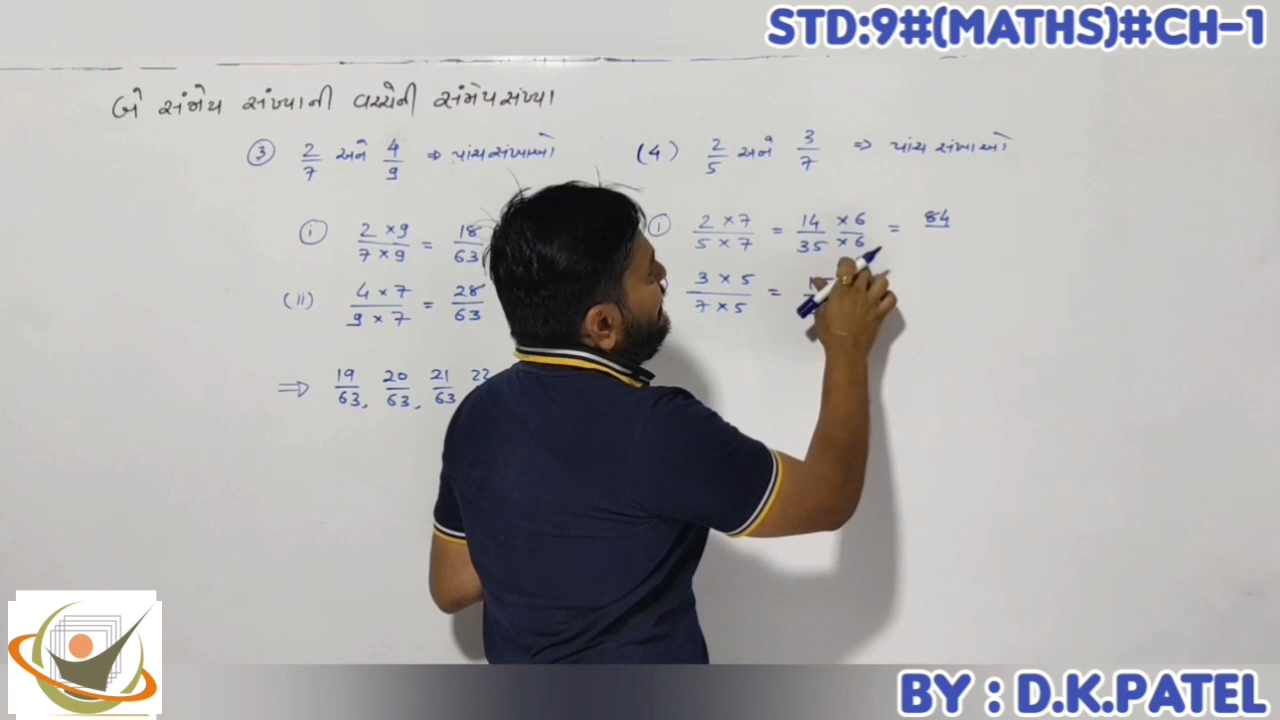 STD:9#(MATHS)#CH-1
બે સંમેય સંખ્યાની વચ્ચેની સંમેય સંખ્યા
③ 2/7 અને 4/9 ⇒ પાંચ સંખ્યાઓ
(i) 2 × 9 / 7 × 9 = 18/63
(ii) 4 × 7 / 9 × 7 = 28/63
⇒ 19/63, 20/63, 21/63 22
(4) 2/5 અને 3/7 ⇒ પાંચ સંખ્યાઓ
(i) 2 × 7 / 5 × 7 = 14/35 × 6 / × 6 = 84
3 × 5 / 7 × 5 =
BY : D.K.PATEL